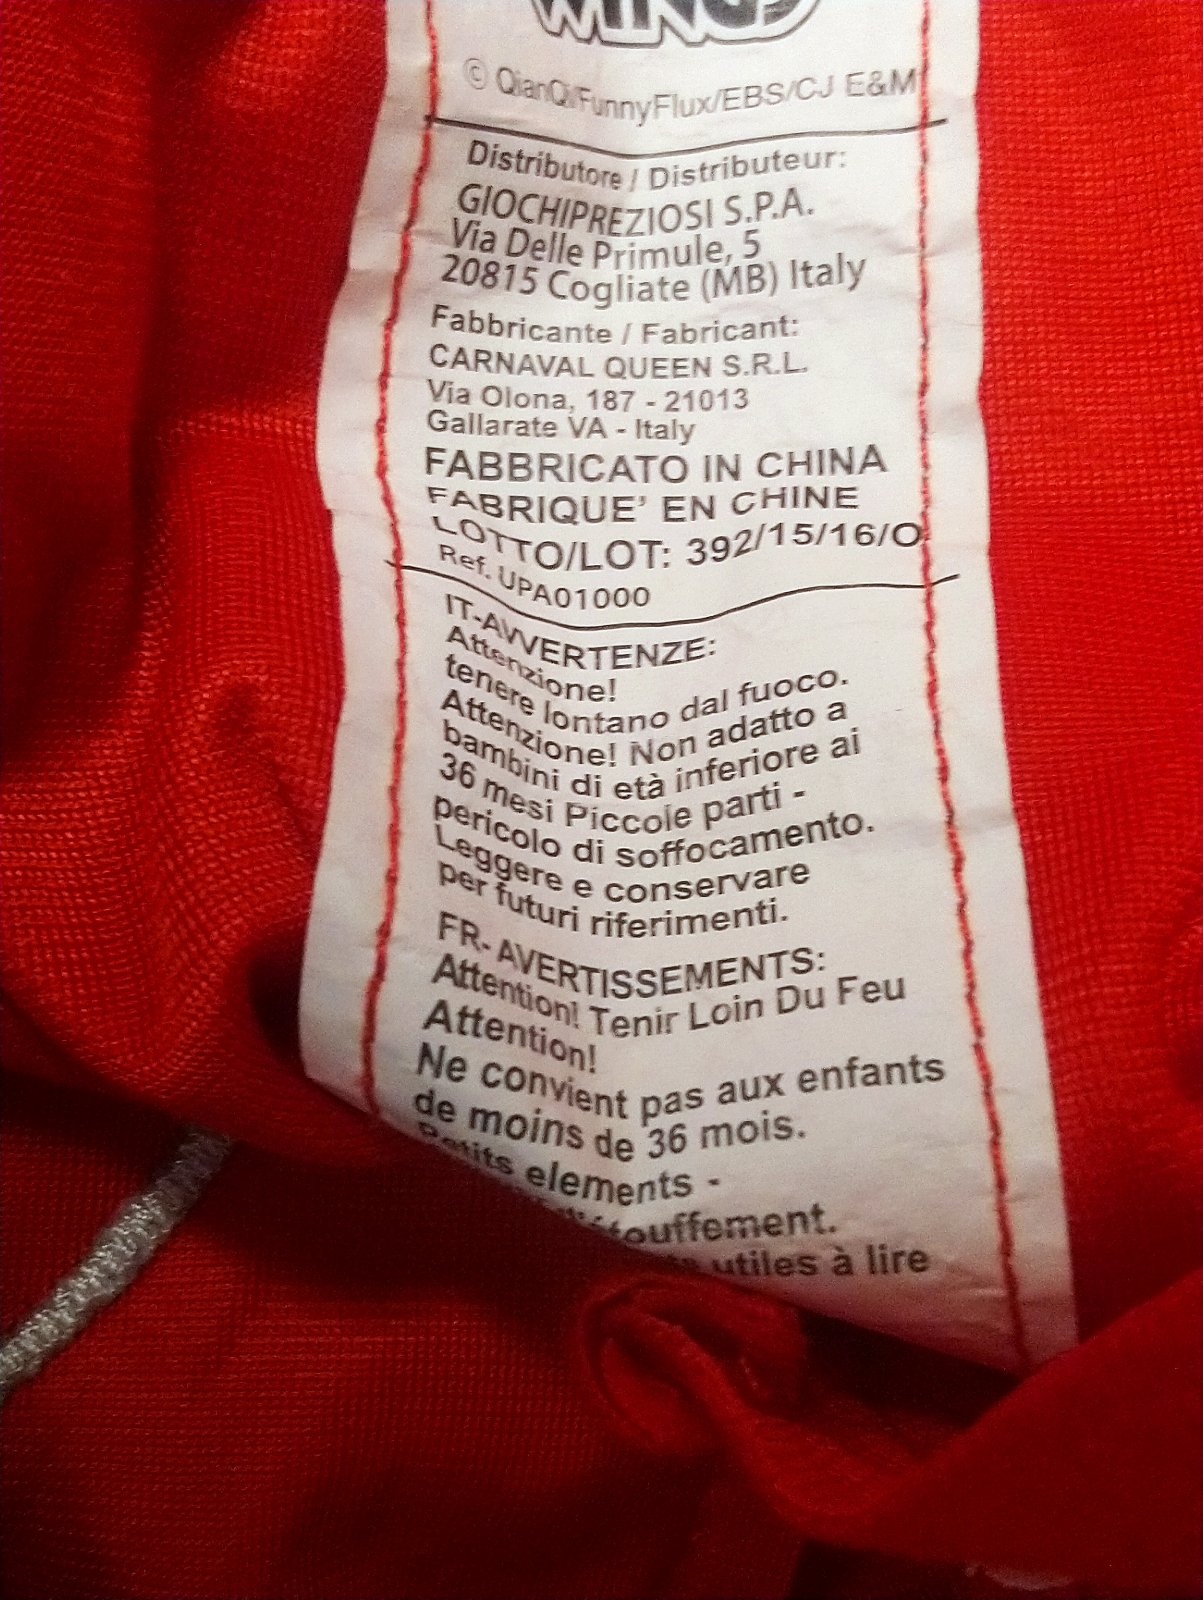 WINGS
© QianQi/FunnyFlux/EBS/CJ E&M
Distributore / Distributeur:
GIOCHIPREZIOSI S.P.A.
Via Delle Primule, 5
20815 Cogliate (MB) Italy
Fabbricante / Fabricant:
CARNAVAL QUEEN S.R.L.
Via Olona, 187 - 21013
Gallarate VA - Italy
FABBRICATO IN CHINA
FABRIQUE' EN CHINE
LOTTO/LOT: 392/15/16/O
Ref. UPA01000
IT-AVVERTENZE:
Attenzione!
tenere lontano dal fuoco.
Attenzione! Non adatto a
bambini di età inferiore ai
36 mesi Piccole parti -
pericolo di soffocamento.
Leggere e conservare
per futuri riferimenti.
FR- AVERTISSEMENTS:
Attention! Tenir Loin Du Feu
Attention!
Ne convient pas aux enfants
de moins de 36 mois.
Petits elements -
d'étouffement.
utiles à lire